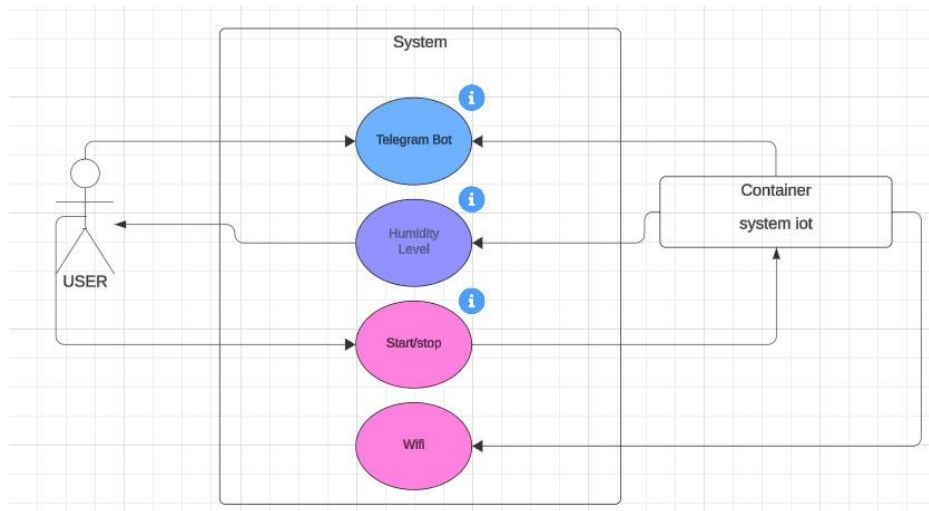 System
i
Telegram Bot
i
Container
system iot
Humidity
Level
USER
i
Start/stop
Wifi